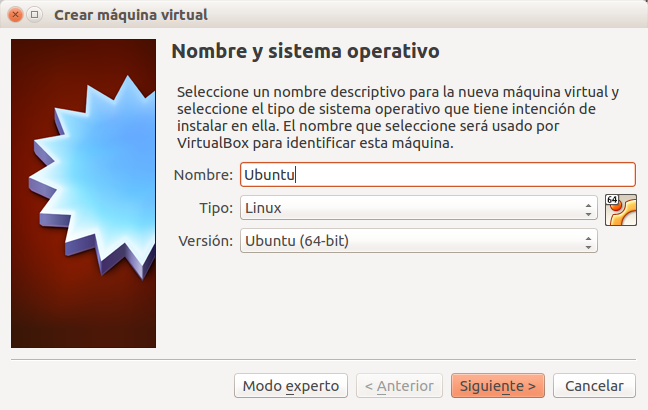 Crear máquina virtual
Nombre y sistema operativo
Seleccione un nombre descriptivo para la nueva máquina virtual y
seleccione el tipo de sistema operativo que tiene intención de
instalar en ella. El nombre que seleccione será usado por
VirtualBox para identificar esta máquina.
Nombre: Ubuntu
Tipo: Linux
64
Versión: Ubuntu (64-bit)
Modo experto < Anterior Siguiente > Cancelar